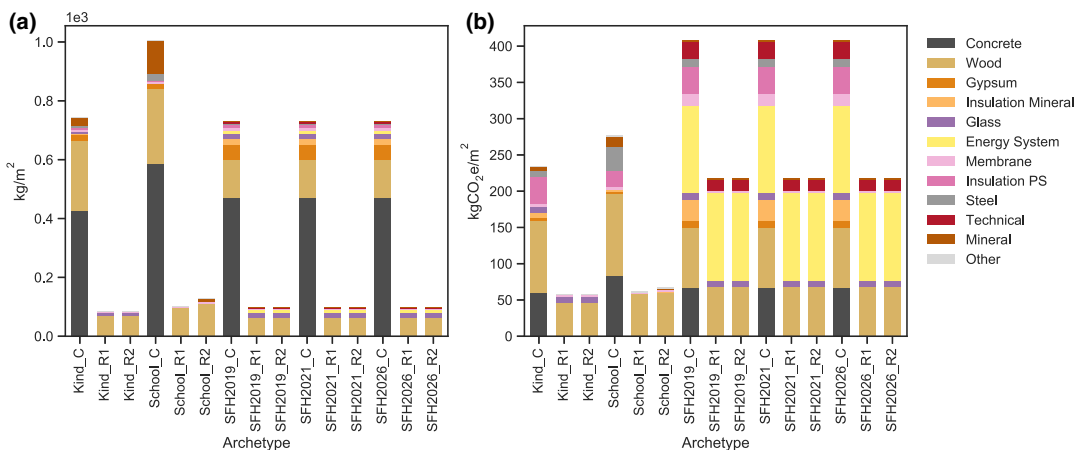 (a)
1e3
kg/m²
1.0
0.8
0.6
0.4
0.2
0.0
Kind_C
Kind_R1
Kind_R2
School_C
School_R1
School_R2
SFH2019_C
SFH2019_R1
SFH2019_R2
SFH2021_C
SFH2021_R1
SFH2021_R2
SFH2026_C
SFH2026_R1
SFH2026_R2
Archetype
(b)
kgCO₂e/m²
400
350
300
250
200
150
100
50
0
Kind_C
Kind_R1
Kind_R2
School_C
School_R1
School_R2
SFH2019_C
SFH2019_R1
SFH2019_R2
SFH2021_C
SFH2021_R1
SFH2021_R2
SFH2026_C
SFH2026_R1
SFH2026_R2
Archetype
Concrete
Wood
Gypsum
Insulation Mineral
Glass
Energy System
Membrane
Insulation PS
Steel
Technical
Mineral
Other